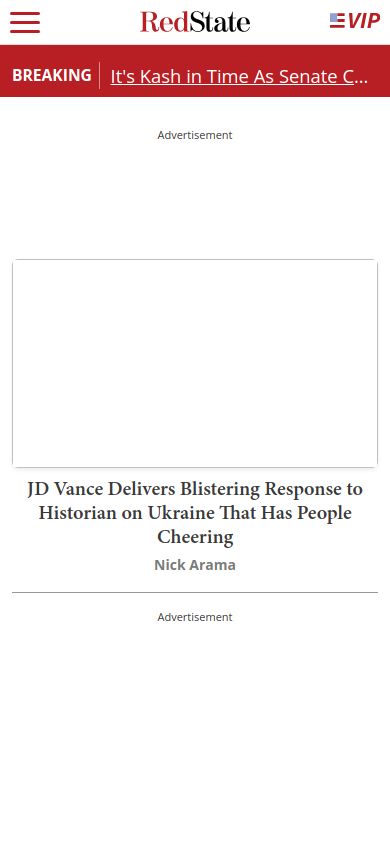 RedState
VIP
BREAKING
It's Kash in Time As Senate C...
Advertisement
JD Vance Delivers Blistering Response to
Historian on Ukraine That Has People
Cheering
Nick Arama
Advertisement